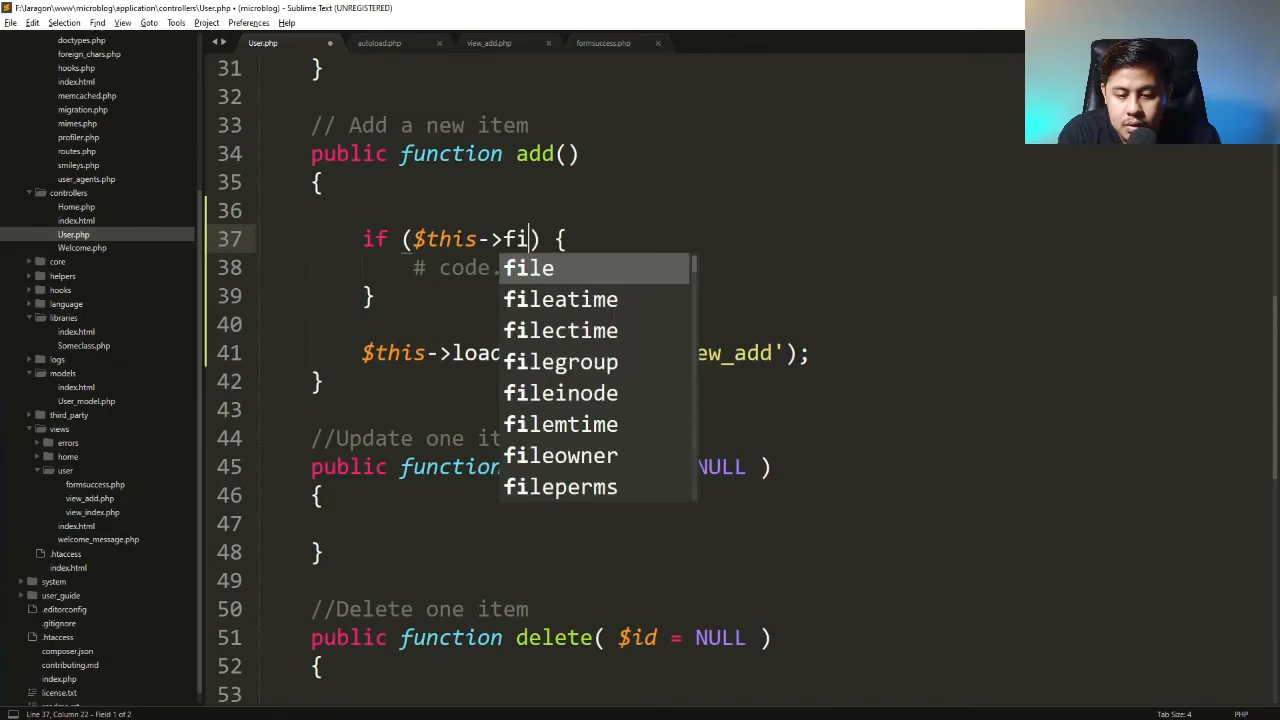 F:\laragon\www\microblog\application\controllers\User.php • (microblog) - Sublime Text (UNREGISTERED)
File Edit Selection Find View Goto Tools Project Preferences Help
User.php autoload.php view_add.php formsuccess.php
doctypes.php
foreign_chars.php
hooks.php
index.html
memcached.php
migration.php
mimes.php
profiler.php
routes.php
smileys.php
user_agents.php
controllers
Home.php
index.html
User.php
Welcome.php
core
helpers
hooks
language
libraries
index.html
Someclass.php
logs
models
index.html
User_model.php
third_party
views
errors
home
user
formsuccess.php
view_add.php
view_index.php
index.html
welcome_message.php
.htaccess
index.html
system
user_guide
.editorconfig
.gitignore
.htaccess
composer.json
contributing.md
index.php
license.txt
31 }
32
33 // Add a new item
34 public function add()
35 {
36
37 if ($this->fi) {
38 # code.
39 }
40
41 $this->load ew_add');
42 }
43
44 //Update one it
45 public function NULL )
46 {
47
48 }
49
50 //Delete one item
51 public function delete( $id = NULL )
52 {
53
file
fileatime
filectime
filegroup
fileinode
filemtime
fileowner
fileperms
Line 37, Column 22 - Field 1 of 2 Tab Size: 4 PHP